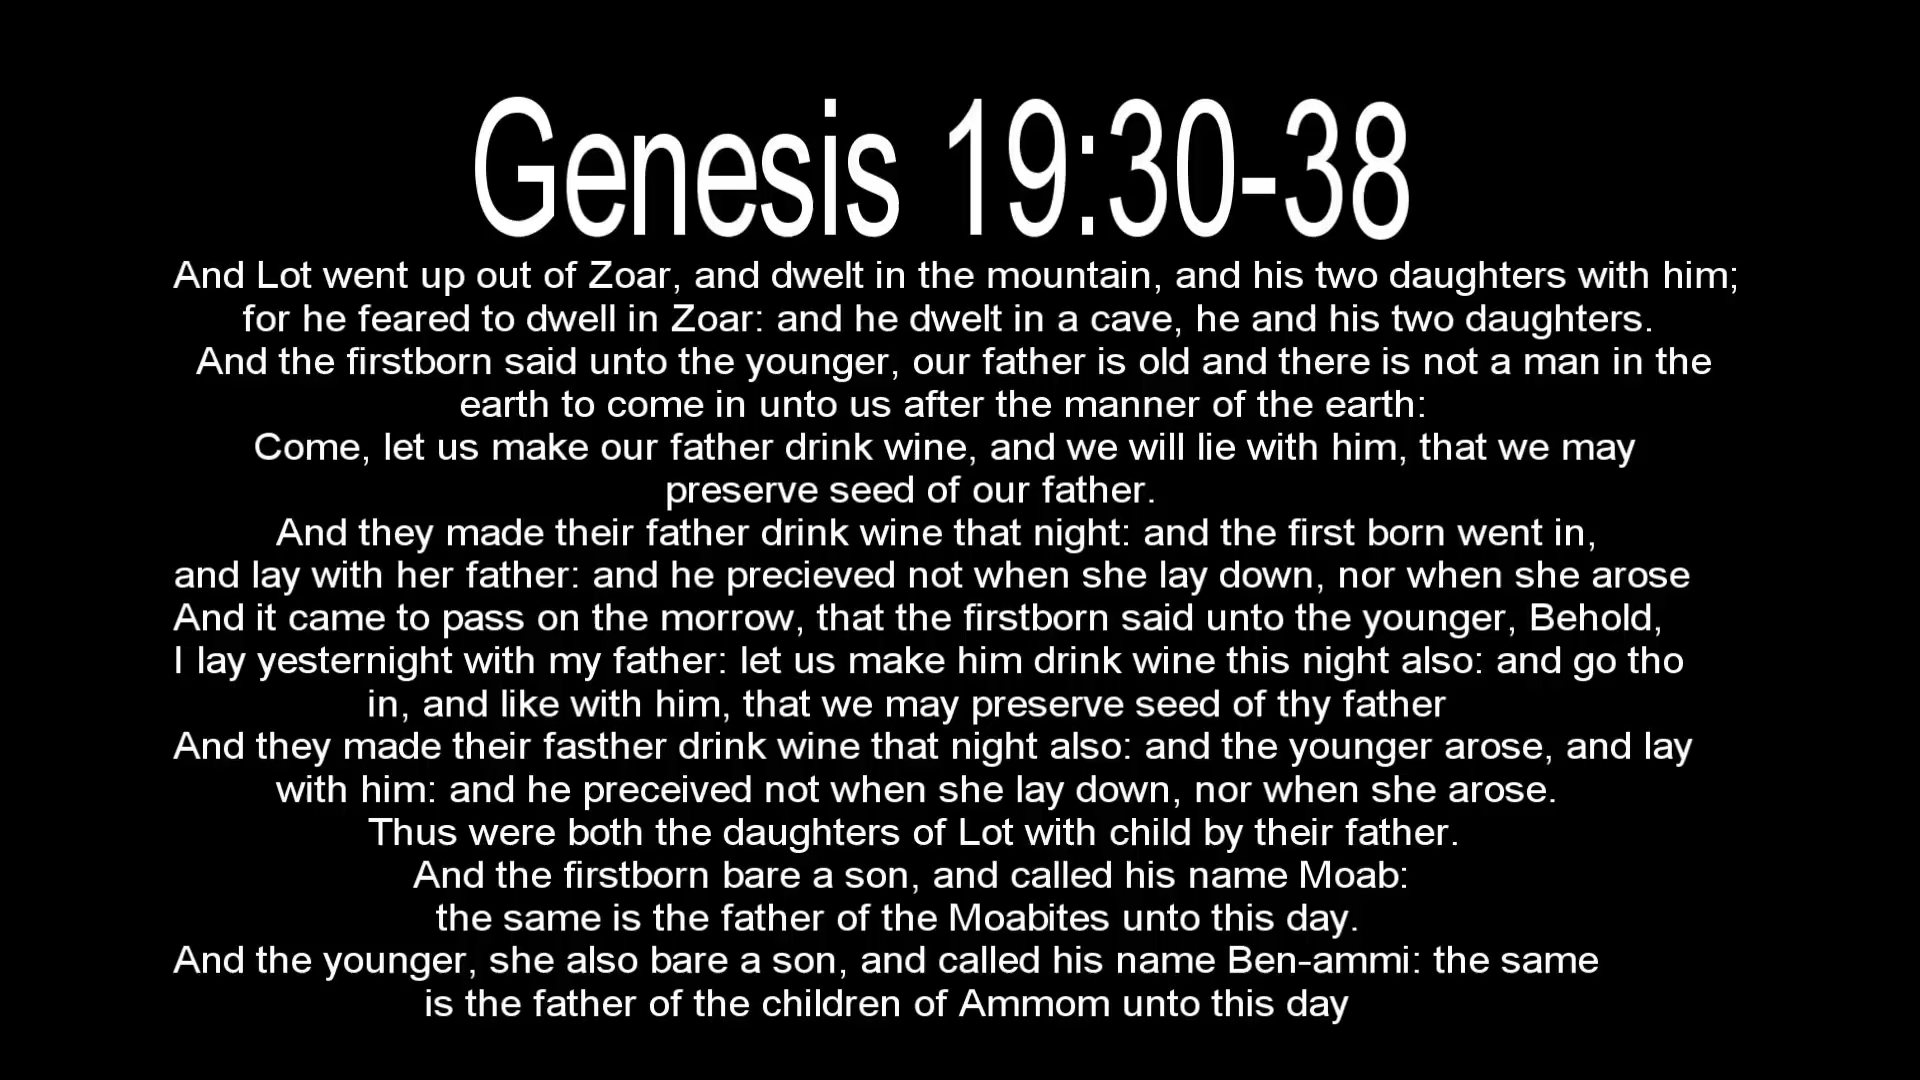 Genesis 19:30-38
And Lot went up out of Zoar, and dwelt in the mountain, and his two daughters with him;
for he feared to dwell in Zoar: and he dwelt in a cave, he and his two daughters.
And the firstborn said unto the younger, our father is old and there is not a man in the
earth to come in unto us after the manner of the earth:
Come, let us make our father drink wine, and we will lie with him, that we may
preserve seed of our father.
And they made their father drink wine that night: and the first born went in,
and lay with her father: and he precieved not when she lay down, nor when she arose
And it came to pass on the morrow, that the firstborn said unto the younger, Behold,
I lay yesternight with my father: let us make him drink wine this night also: and go tho
in, and like with him, that we may preserve seed of thy father
And they made their fasther drink wine that night also: and the younger arose, and lay
with him: and he preceived not when she lay down, nor when she arose.
Thus were both the daughters of Lot with child by their father.
And the firstborn bare a son, and called his name Moab:
the same is the father of the Moabites unto this day.
And the younger, she also bare a son, and called his name Ben-ammi: the same
is the father of the children of Ammom unto this day